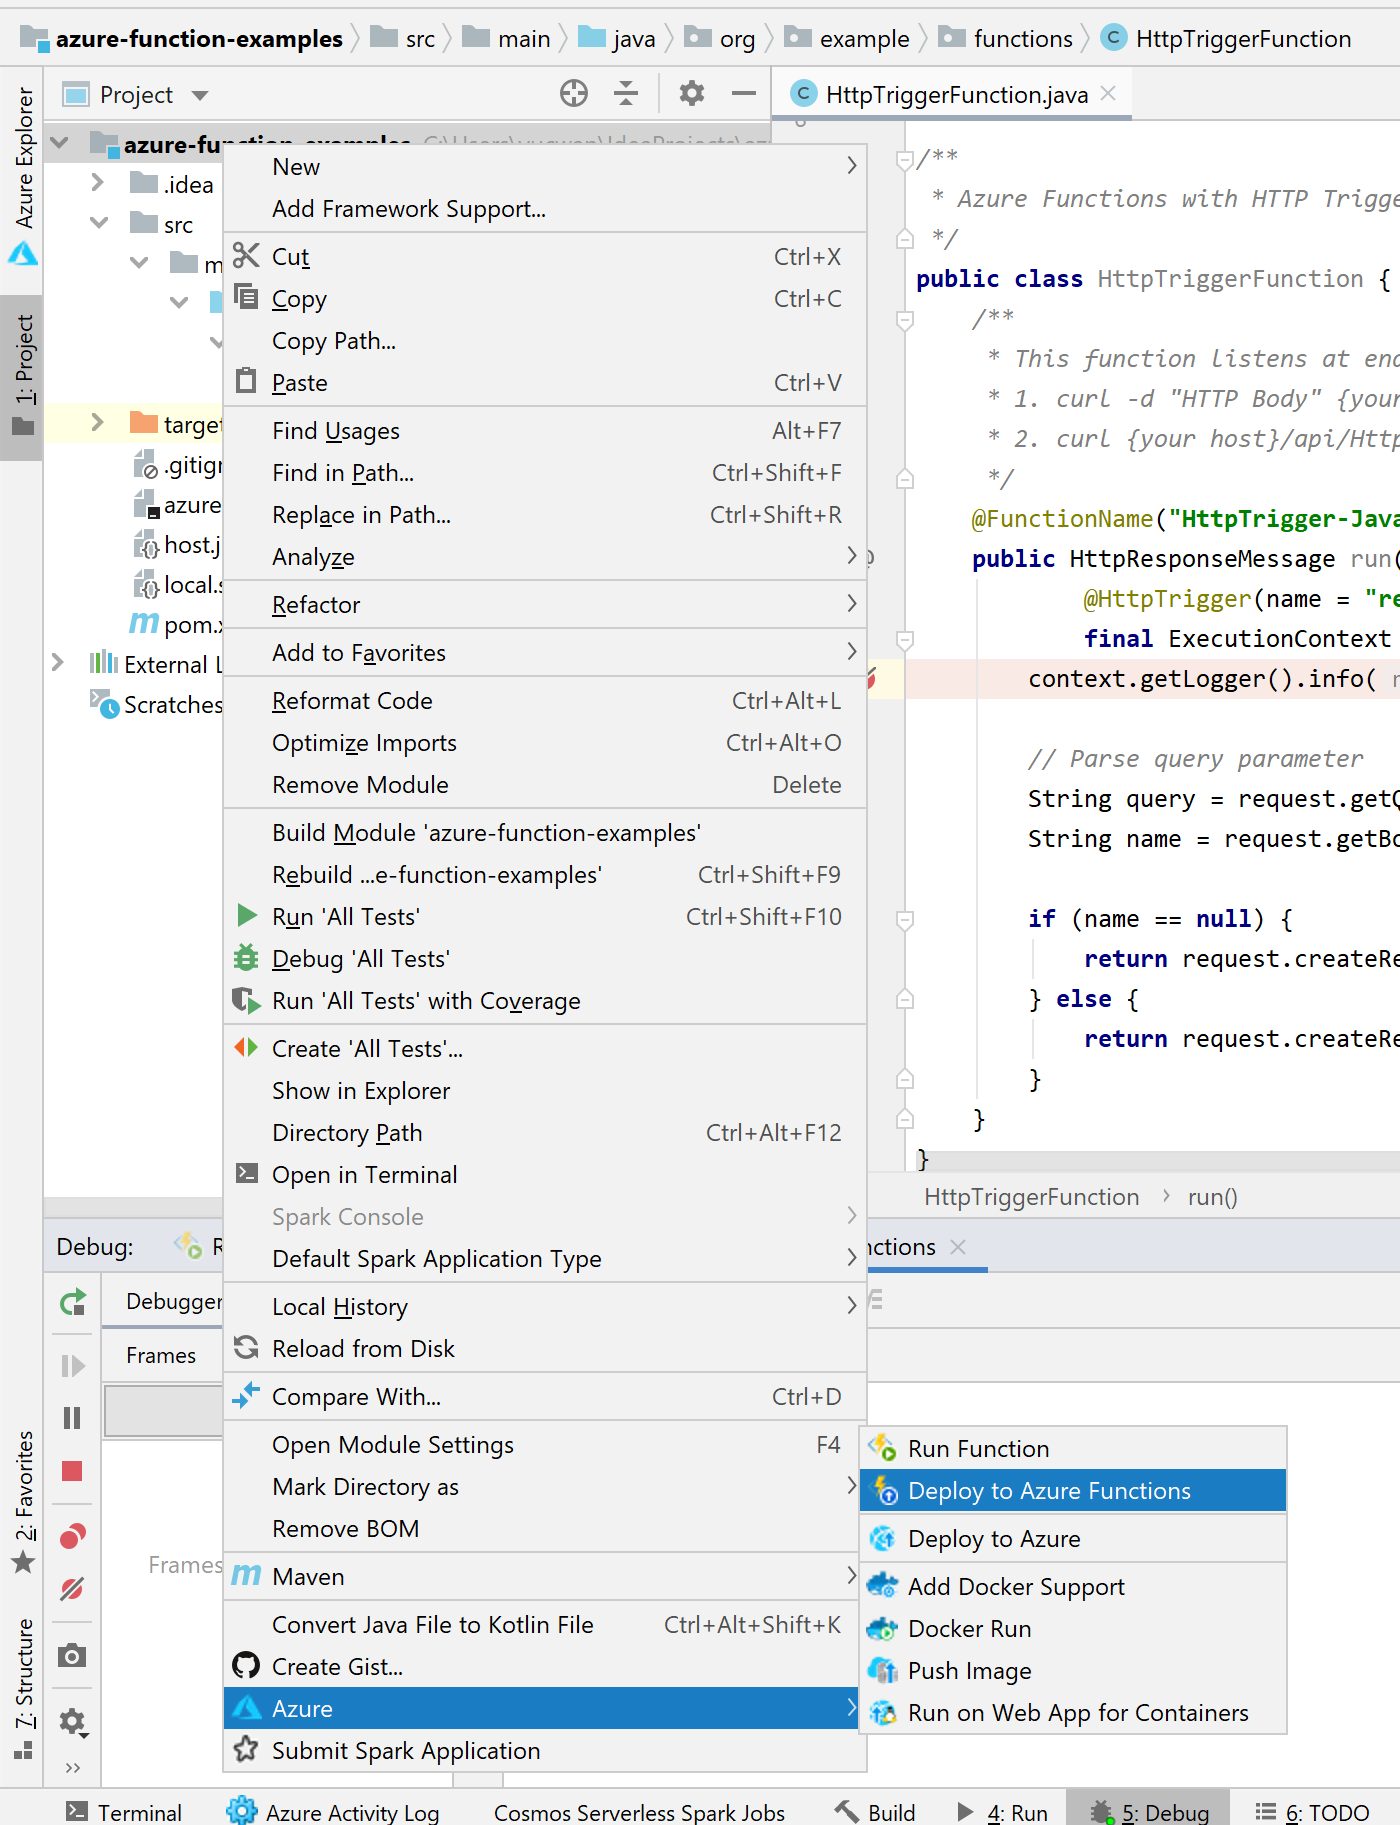 azure-function-examples src main java org example functions HttpTriggerFunction
Azure Explorer
1: Project
2: Favorites
7: Structure
Project
HttpTriggerFunction.java
azure-function-examples
.idea
src
m
target
.gitign
azure
host.j
local.s
pom.x
External L
Scratches
New
Add Framework Support...
Cut Ctrl+X
Copy Ctrl+C
Copy Path...
Paste Ctrl+V
Find Usages Alt+F7
Find in Path... Ctrl+Shift+F
Replace in Path... Ctrl+Shift+R
Analyze
Refactor
Add to Favorites
Reformat Code Ctrl+Alt+L
Optimize Imports Ctrl+Alt+O
Remove Module Delete
Build Module 'azure-function-examples'
Rebuild ...e-function-examples' Ctrl+Shift+F9
Run 'All Tests' Ctrl+Shift+F10
Debug 'All Tests'
Run 'All Tests' with Coverage
Create 'All Tests'...
Show in Explorer
Directory Path Ctrl+Alt+F12
Open in Terminal
Spark Console
Default Spark Application Type
Local History
Reload from Disk
Compare With... Ctrl+D
Open Module Settings F4
Mark Directory as
Remove BOM
Maven
Convert Java File to Kotlin File Ctrl+Alt+Shift+K
Create Gist...
Azure
Submit Spark Application
Run Function
Deploy to Azure Functions
Deploy to Azure
Add Docker Support
Docker Run
Push Image
Run on Web App for Containers
/**
* Azure Functions with HTTP Trigge
*/
public class HttpTriggerFunction {
/**
* This function listens at end
* 1. curl -d "HTTP Body" {your
* 2. curl {your host}/api/Http
*/
@FunctionName("HttpTrigger-Java
public HttpResponseMessage run(
@HttpTrigger(name = "re
final ExecutionContext
context.getLogger().info(
// Parse query parameter
String query = request.getQ
String name = request.getBo
if (name == null) {
return request.createRe
} else {
return request.createRe
}
}
}
HttpTriggerFunction › run()
Debug: R
nctions
Debugger
Frames
Frames
Terminal Azure Activity Log Cosmos Serverless Spark Jobs Build 4: Run 5: Debug 6: TODO